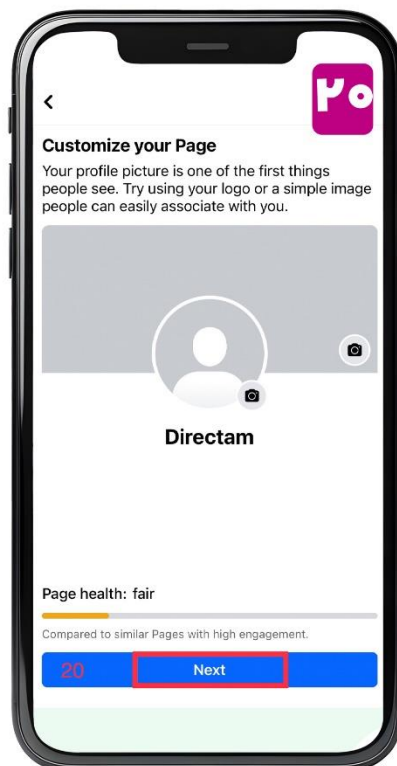 ۲۰
Customize your Page
Your profile picture is one of the first things
people see. Try using your logo or a simple image
people can easily associate with you.
Directam
Page health: fair
Compared to similar Pages with high engagement.
20 Next